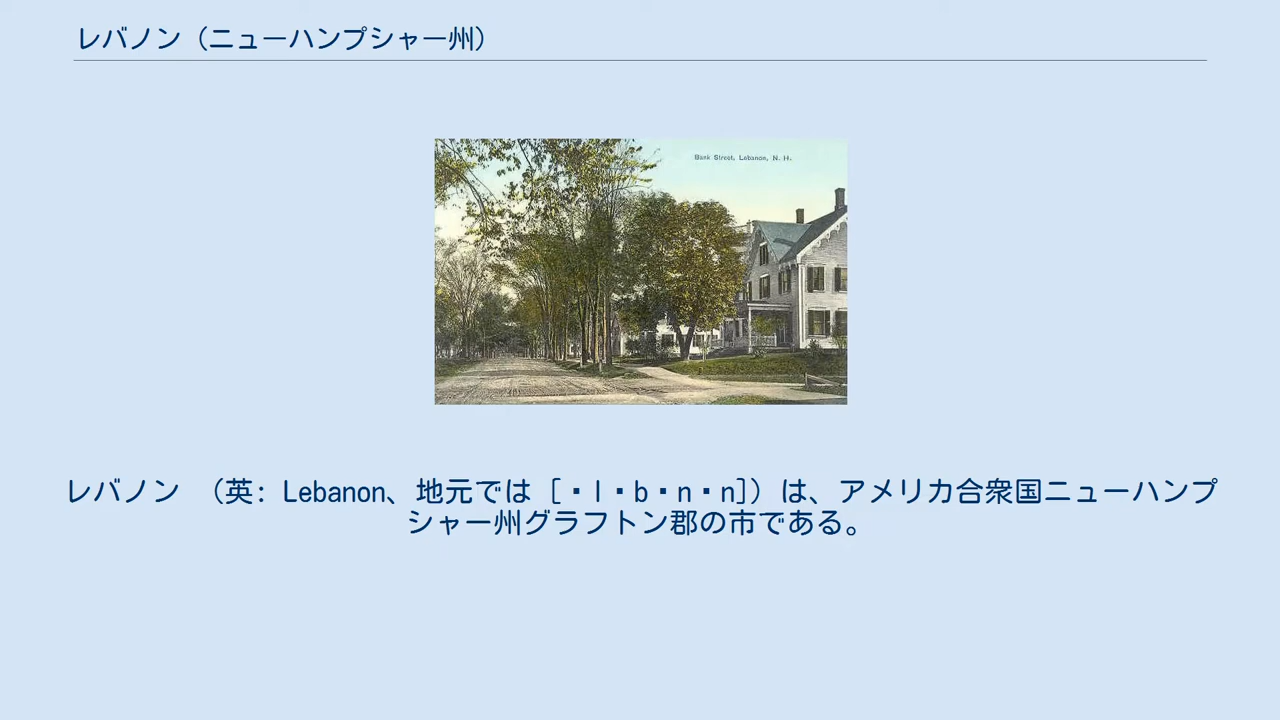 レバノン（ニューハンプシャー州）
Bank Street, Lebanon, N. H.
レバノン （英: Lebanon、地元では [･l･b･n･n]）は、アメリカ合衆国ニューハンプ
シャー州グラフトン郡の市である。